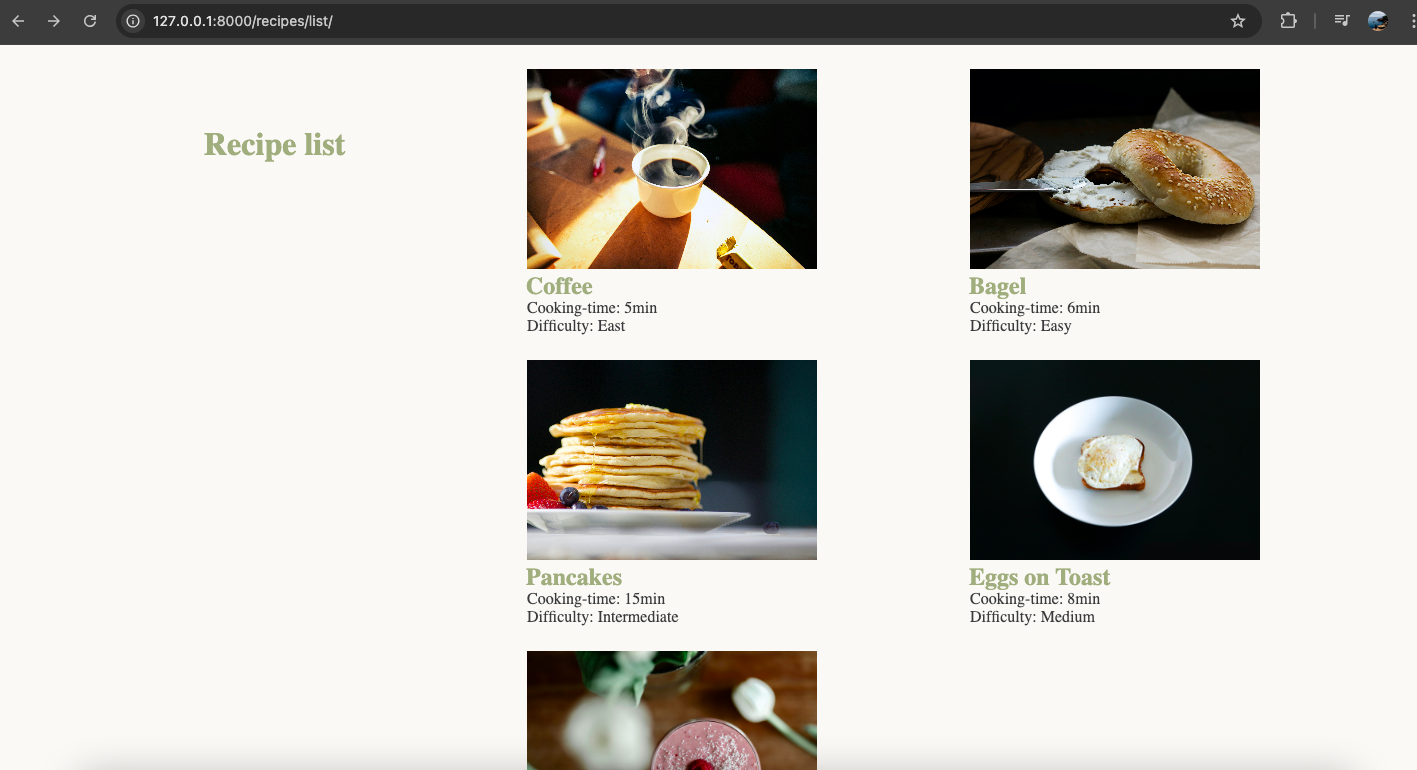 127.0.0.1:8000/recipes/list/
Recipe list
Coffee
Cooking-time: 5min
Difficulty: East
Bagel
Cooking-time: 6min
Difficulty: Easy
Pancakes
Cooking-time: 15min
Difficulty: Intermediate
Eggs on Toast
Cooking-time: 8min
Difficulty: Medium